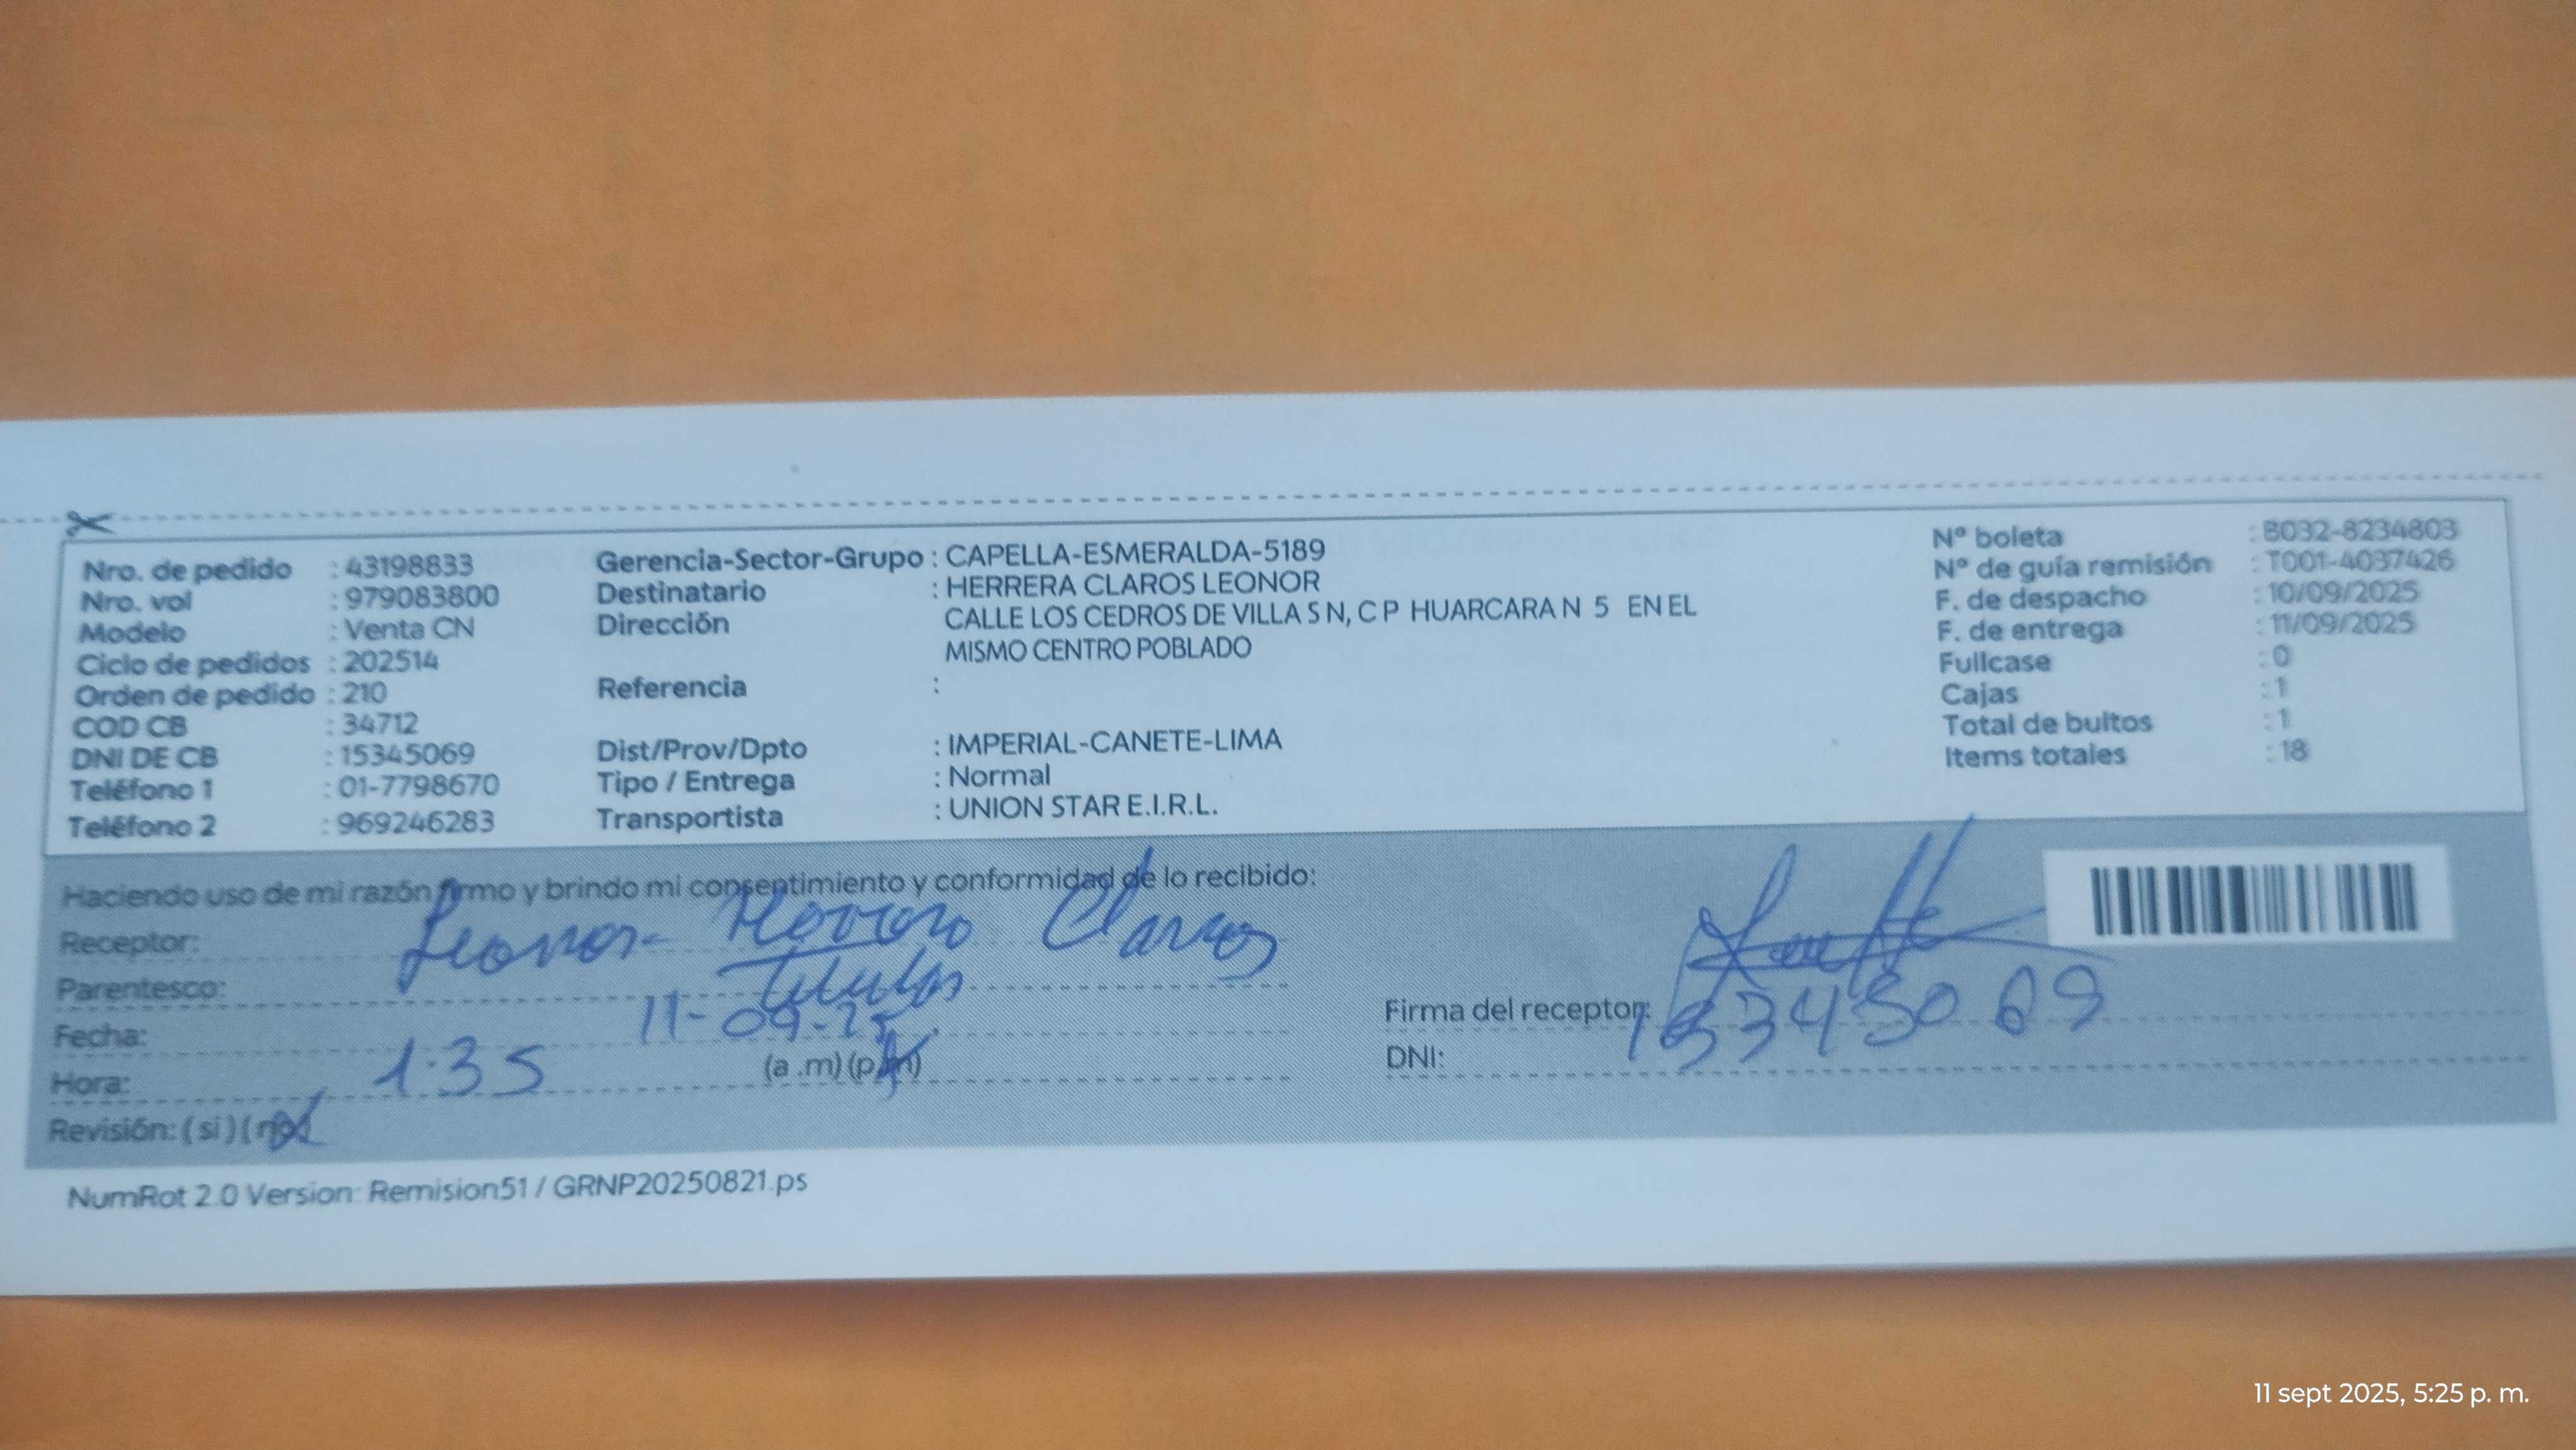 Nro. de pedido : 43198833
Nro. vol : 979083800
Modelo : Venta CN
Ciclo de pedidos : 202514
Orden de pedido : 210
COD CB : 34712
DNI DE CB : 15345069
Teléfono 1 : 01-7798670
Teléfono 2 : 969246283
Gerencia-Sector-Grupo : CAPELLA-ESMERALDA-5189
Destinatario : HERRERA CLAROS LEONOR
Dirección CALLE LOS CEDROS DE VILLA S N, C P HUARCARA N 5 EN EL
MISMO CENTRO POBLADO
Referencia :
Dist/Prov/Dpto : IMPERIAL-CANETE-LIMA
Tipo / Entrega : Normal
Transportista : UNION STAR E.I.R.L.
Nº boleta : B032-8234803
Nº de guía remisión : T001-4037426
F. de despacho : 10/09/2025
F. de entrega : 11/09/2025
Fullcase : 0
Cajas : 1
Total de bultos : 1
Items totales : 18
Haciendo uso de mi razón firmo y brindo mi consentimiento y conformidad de lo recibido:
Receptor: Leonor Herrera Claros
Parentesco: Titular
Fecha: 11-09-25
Hora: 1:35 (a .m) (p.m)
Revisión: ( si ) ( no )
Firma del receptor:
DNI: 15345069
NumRot 2.0 Version: Remision51 / GRNP20250821.ps
11 sept 2025, 5:25 p. m.